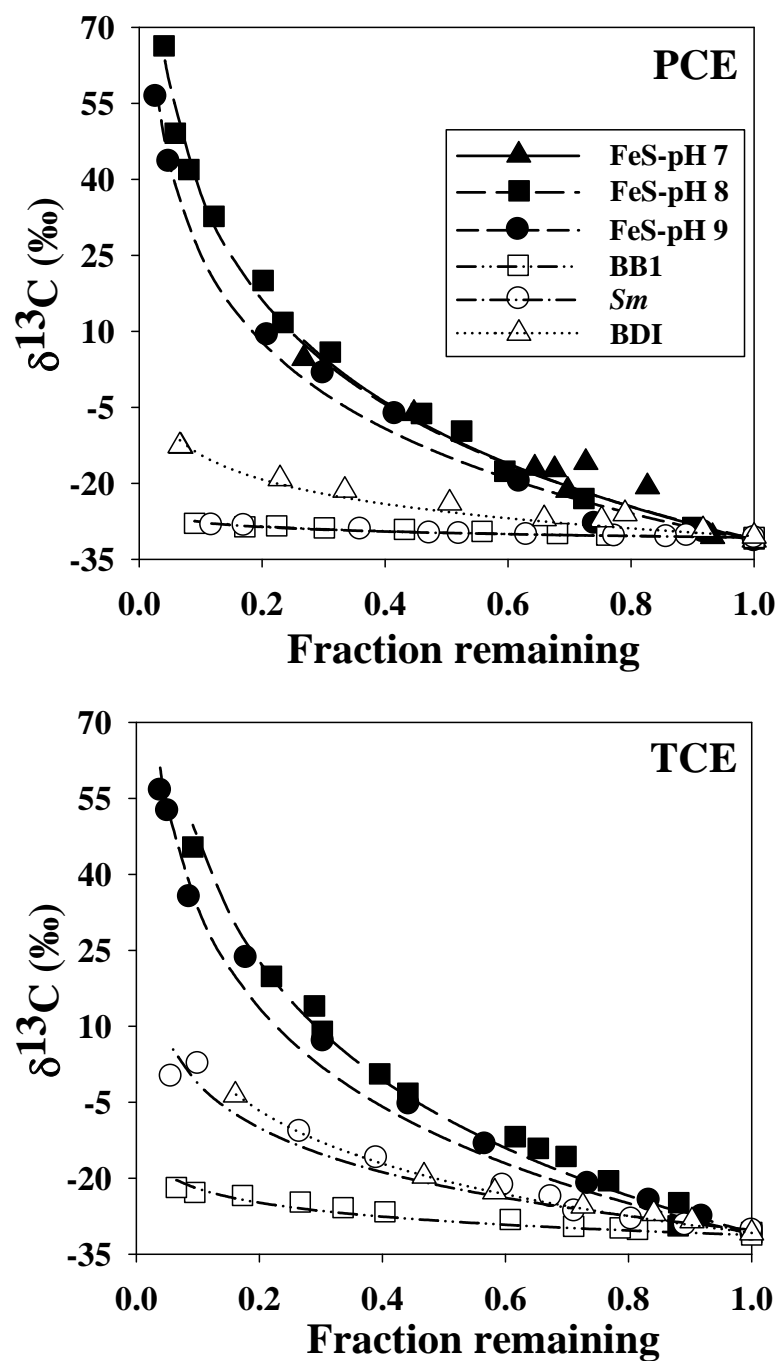 PCE
70
55
40
25
10
-5
-20
-35
δ13C (‰)
FeS-pH 7
FeS-pH 8
FeS-pH 9
BB1
Sm
BDI
0.0 0.2 0.4 0.6 0.8 1.0
Fraction remaining
TCE
70
55
40
25
10
-5
-20
-35
δ13C (‰)
0.0 0.2 0.4 0.6 0.8 1.0
Fraction remaining